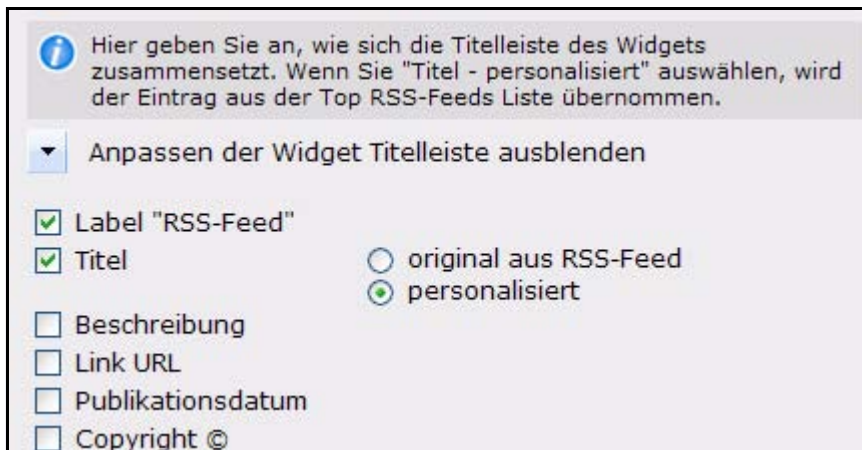 Hier geben Sie an, wie sich die Titelleiste des Widgets
zusammensetzt. Wenn Sie "Titel - personalisiert" auswählen, wird
der Eintrag aus der Top RSS-Feeds Liste übernommen.
Anpassen der Widget Titelleiste ausblenden
Label "RSS-Feed"
Titel
original aus RSS-Feed
personalisiert
Beschreibung
Link URL
Publikationsdatum
Copyright ©